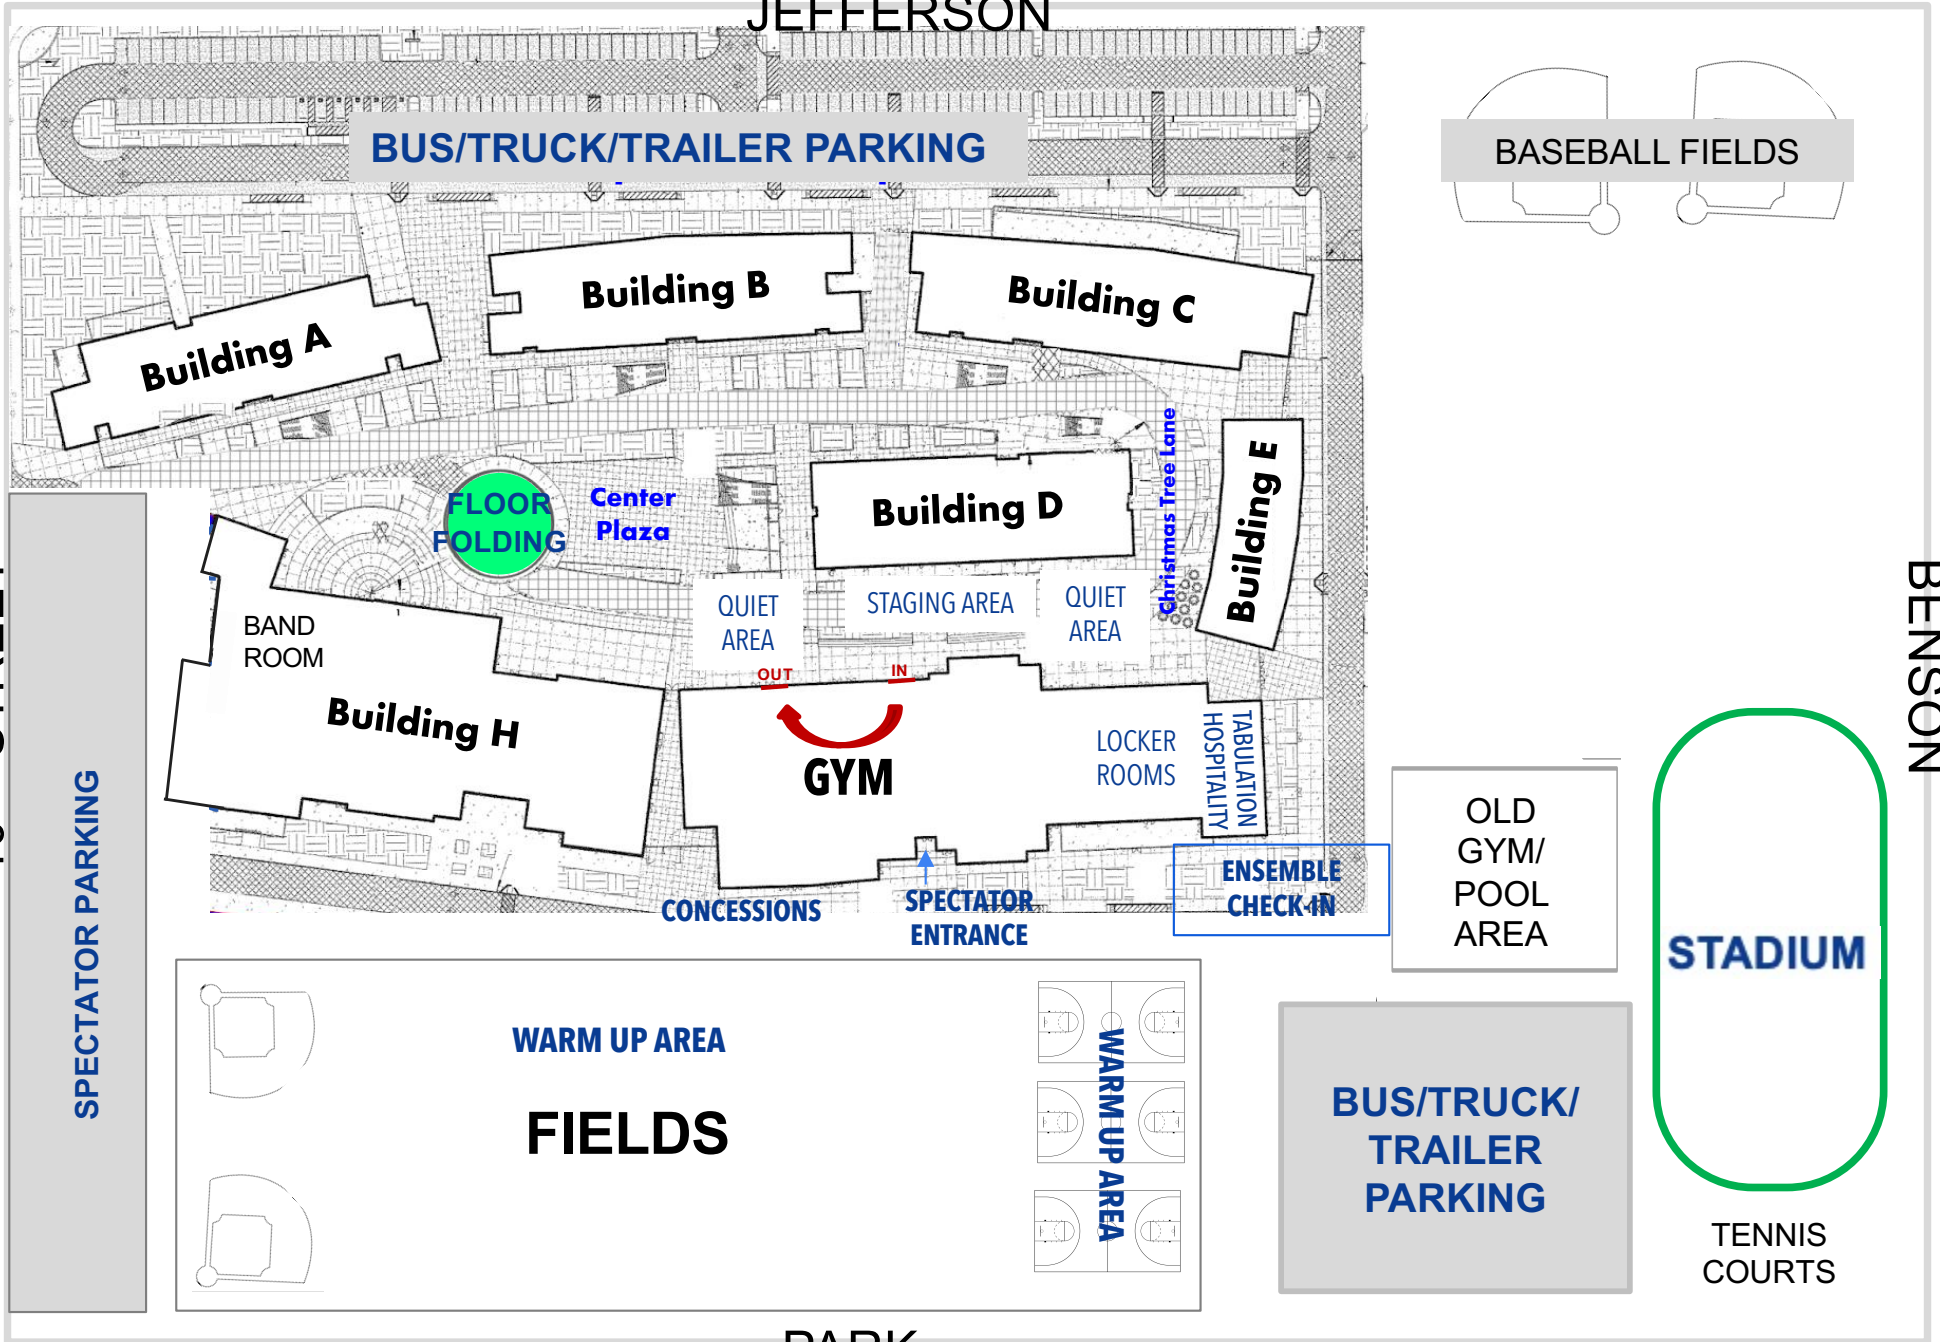 JEFFERSON
BUS/TRUCK/TRAILER PARKING
BASEBALL FIELDS
Building A
Building B
Building C
Building D
Building E
Christmas Tree Lane
FLOOR
FOLDING
Center
Plaza
QUIET
AREA
STAGING AREA
QUIET
AREA
BAND
ROOM
Building H
OUT
IN
GYM
LOCKER
ROOMS
TABULATION
HOSPITALITY
BENSON
SPECTATOR PARKING
OLD
GYM/
POOL
AREA
STADIUM
ENSEMBLE
CHECK-IN
CONCESSIONS
SPECTATOR
ENTRANCE
WARM UP AREA
FIELDS
WARM UP AREA
BUS/TRUCK/
TRAILER
PARKING
TENNIS
COURTS
PARK